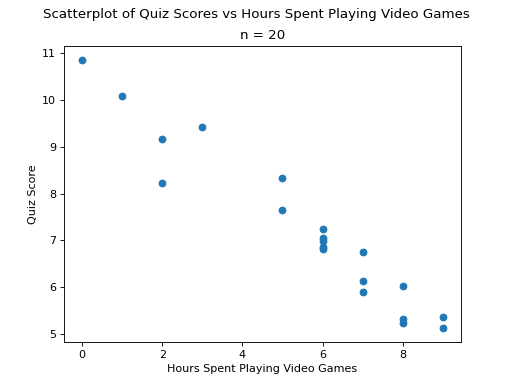 Scatterplot of Quiz Scores vs Hours Spent Playing Video Games
n = 20
11
10
9
8
7
6
5
Quiz Score
0 2 4 6 8
Hours Spent Playing Video Games